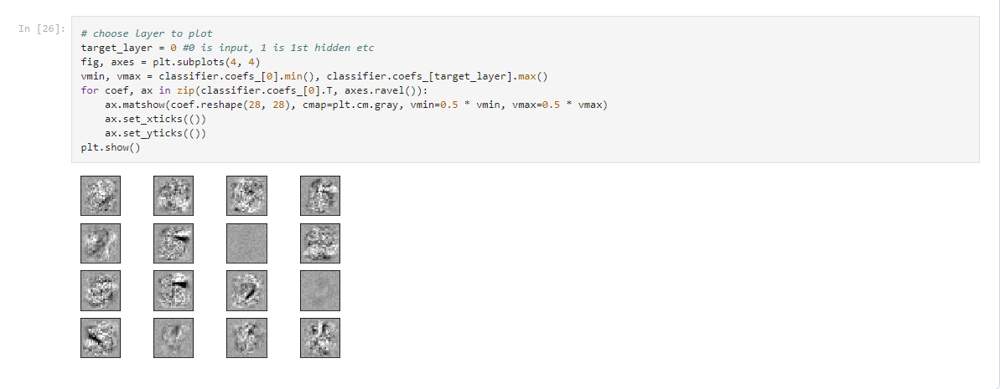 In [26]:
# choose layer to plot
target_layer = 0 #0 is input, 1 is 1st hidden etc
fig, axes = plt.subplots(4, 4)
vmin, vmax = classifier.coefs_[0].min(), classifier.coefs_[target_layer].max()
for coef, ax in zip(classifier.coefs_[0].T, axes.ravel()):
    ax.matshow(coef.reshape(28, 28), cmap=plt.cm.gray, vmin=0.5 * vmin, vmax=0.5 * vmax)
    ax.set_xticks(())
    ax.set_yticks(())
plt.show()